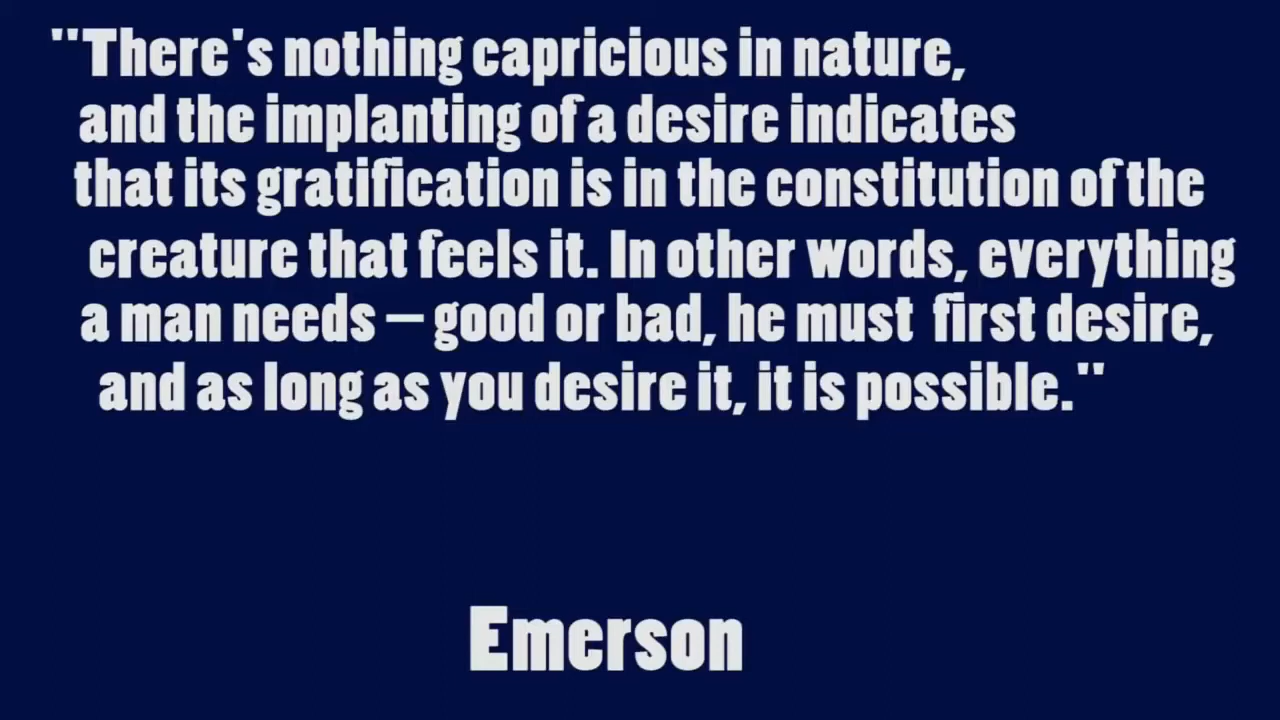 "There's nothing capricious in nature,
and the implanting of a desire indicates
that its gratification is in the constitution of the
creature that feels it. In other words, everything
a man needs – good or bad, he must first desire,
and as long as you desire it, it is possible."
Emerson